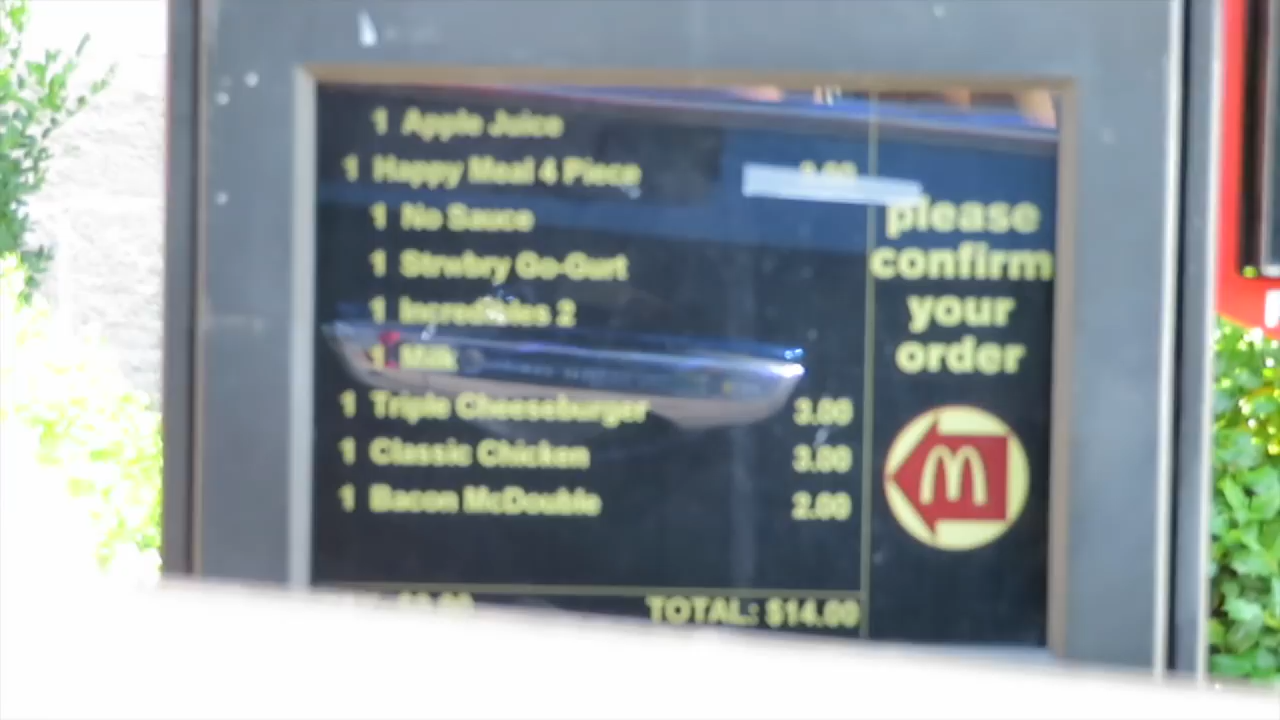 1 Apple Juice
1 Happy Meal 4 Piece
1 No Sauce
1 Strwbry Go-Gurt
1 Incredibles 2
1 Milk
1 Triple Cheeseburger 3.00
1 Classic Chicken 3.00
1 Bacon McDouble 2.00
TOTAL: $14.00
please
confirm
your
order